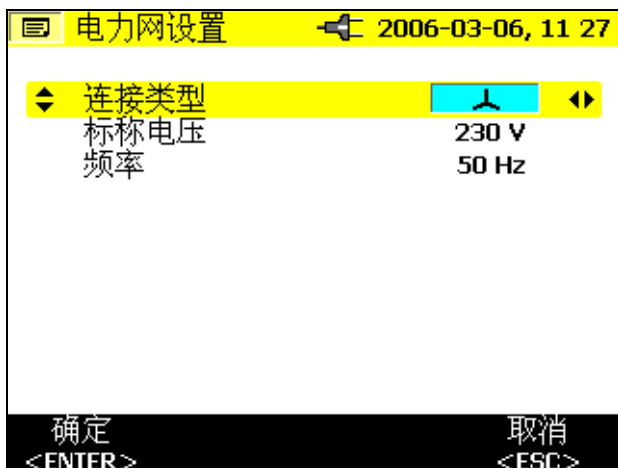 电力网设置 2006-03-06, 11 27
连接类型
标称电压 230 V
频率 50 Hz
确定 取消
<ENTER> <ESC>